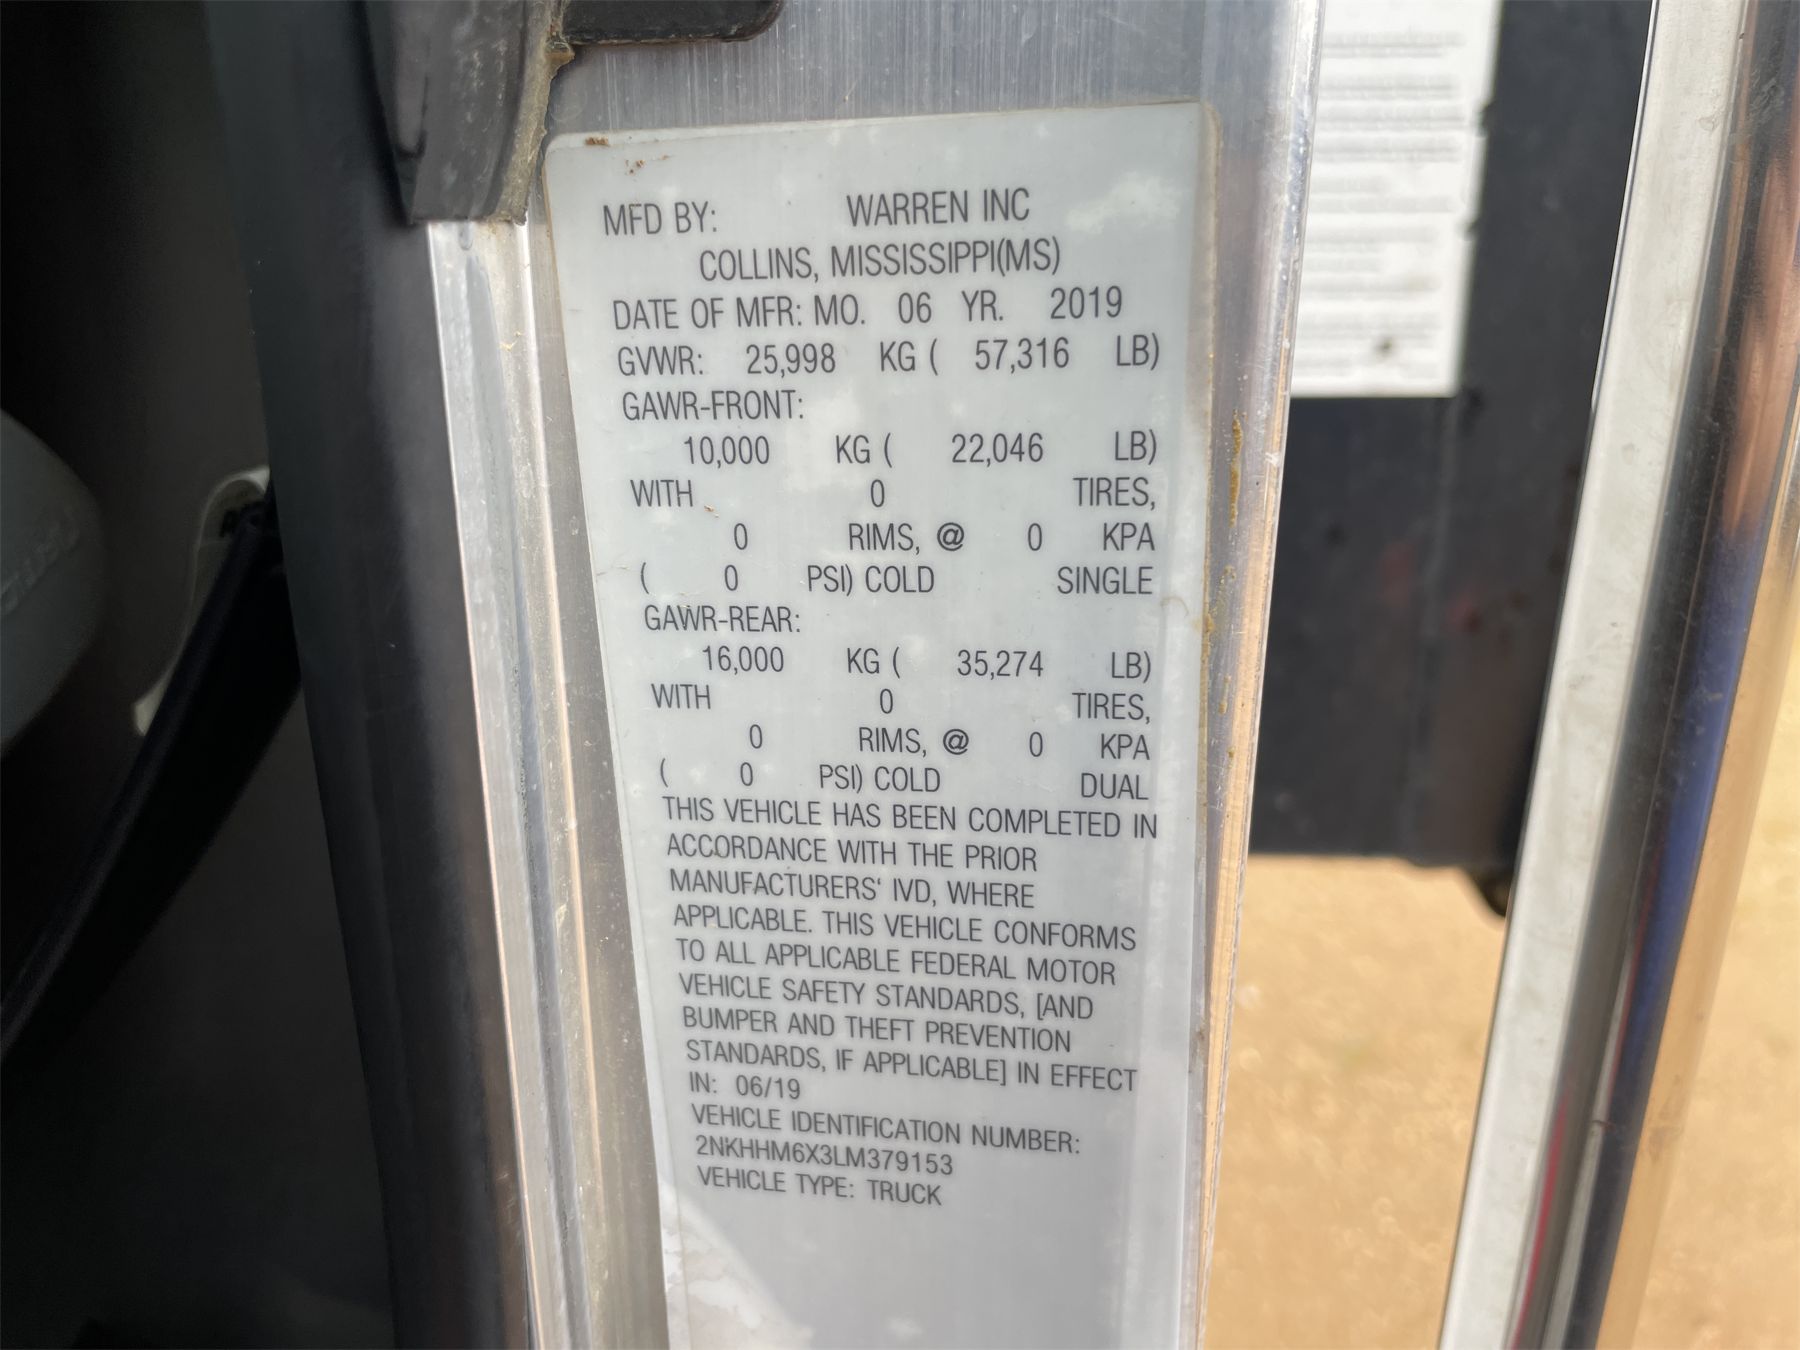 MFD BY: WARREN INC
COLLINS, MISSISSIPPI(MS)
DATE OF MFR: MO. 06 YR. 2019
GVWR: 25,998 KG ( 57,316 LB)
GAWR-FRONT:
10,000 KG ( 22,046 LB)
WITH 0 TIRES,
0 RIMS, @ 0 KPA
( 0 PSI) COLD SINGLE
GAWR-REAR:
16,000 KG ( 35,274 LB)
WITH 0 TIRES,
0 RIMS, @ 0 KPA
( 0 PSI) COLD DUAL
THIS VEHICLE HAS BEEN COMPLETED IN
ACCORDANCE WITH THE PRIOR
MANUFACTURERS' IVD, WHERE
APPLICABLE. THIS VEHICLE CONFORMS
TO ALL APPLICABLE FEDERAL MOTOR
VEHICLE SAFETY STANDARDS, [AND
BUMPER AND THEFT PREVENTION
STANDARDS, IF APPLICABLE] IN EFFECT
IN: 06/19
VEHICLE IDENTIFICATION NUMBER:
2NKHHM6X3LM379153
VEHICLE TYPE: TRUCK